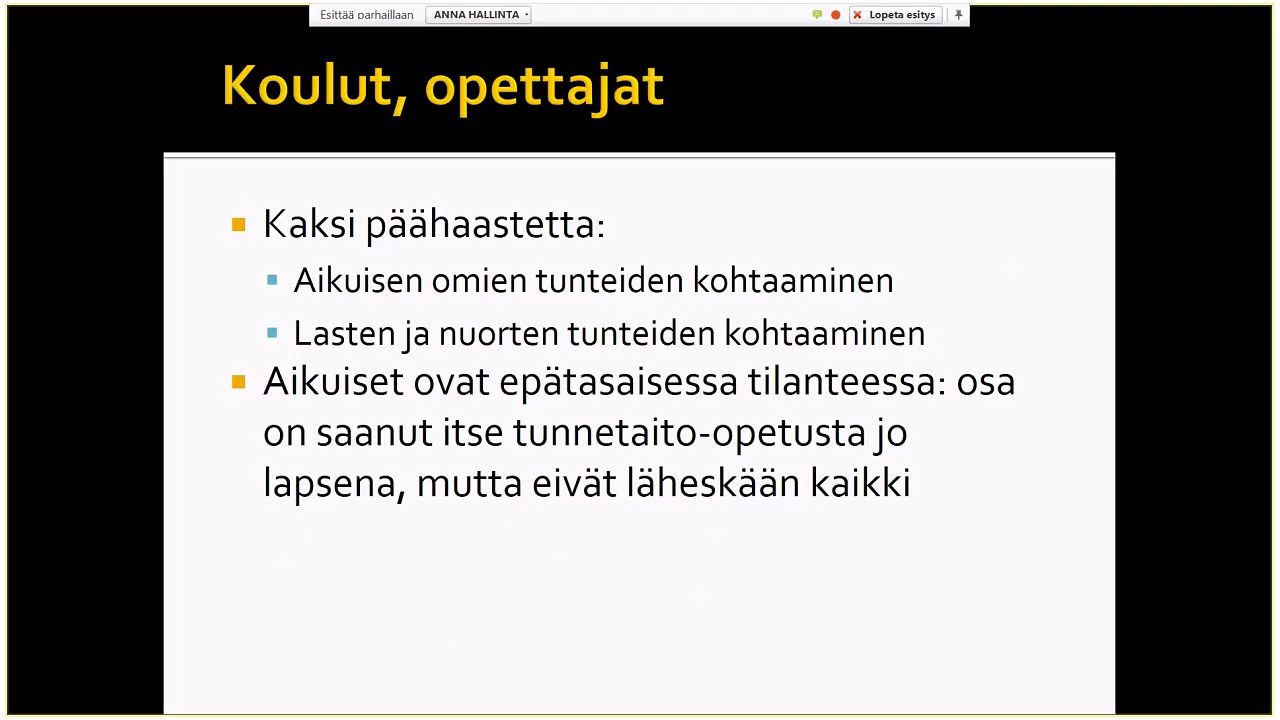 Esittää parhaillaan ANNA HALLINTA Lopeta esitys
Koulut, opettajat
Kaksi päähaastetta:
Aikuisen omien tunteiden kohtaaminen
Lasten ja nuorten tunteiden kohtaaminen
Aikuiset ovat epätasaisessa tilanteessa: osa
on saanut itse tunnetaito-opetusta jo
lapsena, mutta eivät läheskään kaikki